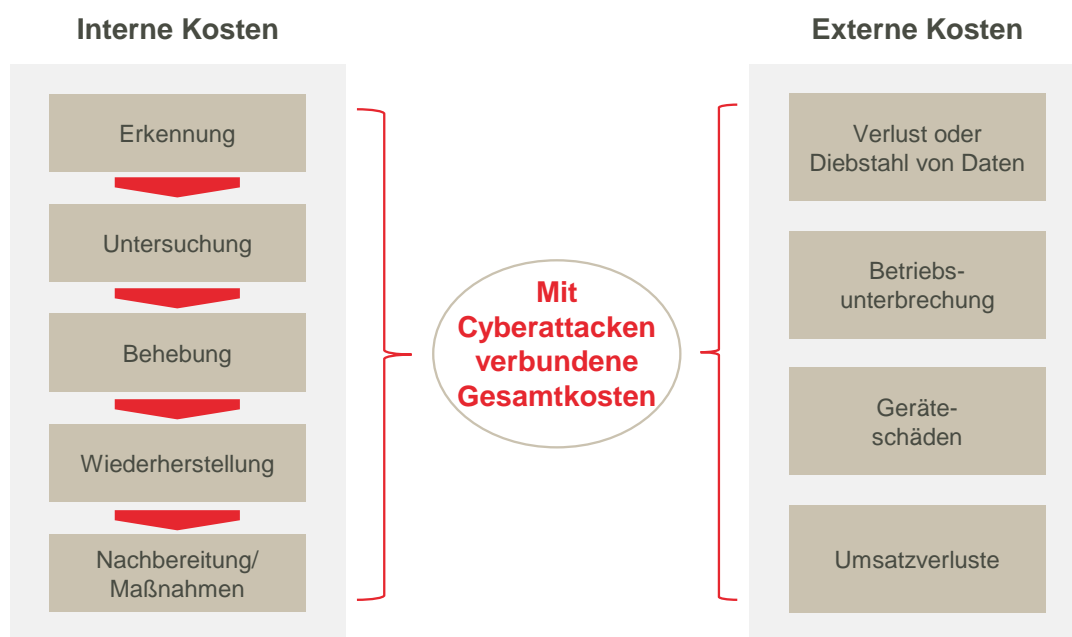 Interne Kosten
Erkennung
Untersuchung
Behebung
Wiederherstellung
Nachbereitung/
Maßnahmen
Mit
Cyberattacken
verbundene
Gesamtkosten
Externe Kosten
Verlust oder
Diebstahl von Daten
Betriebs-
unterbrechung
Geräte-
schäden
Umsatzverluste